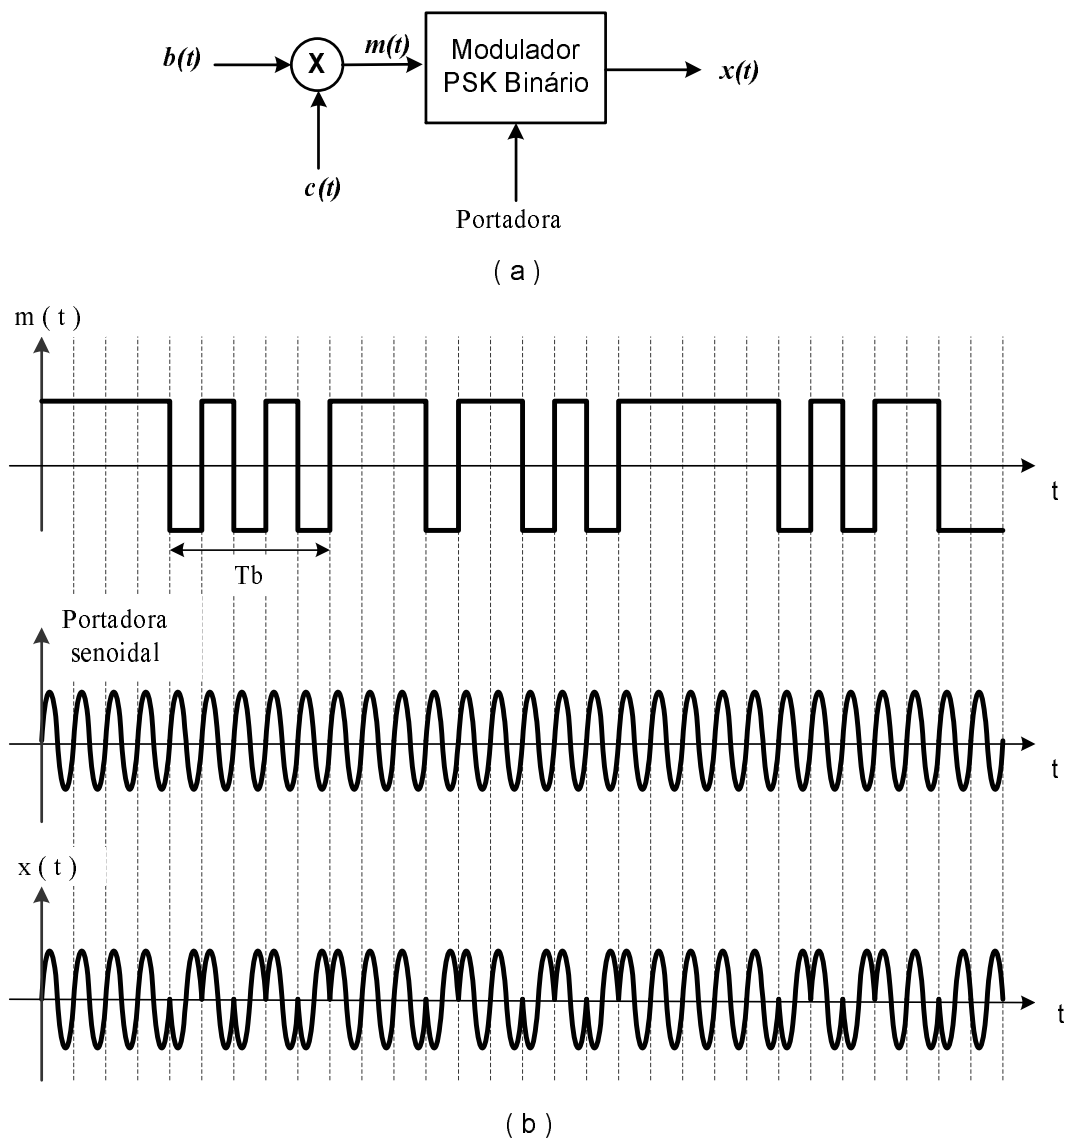 b(t)
X
m(t)
Modulador
PSK Binário
x(t)
c(t)
Portadora
( a )
m ( t )
t
Tb
Portadora
senoidal
t
x ( t )
t
( b )